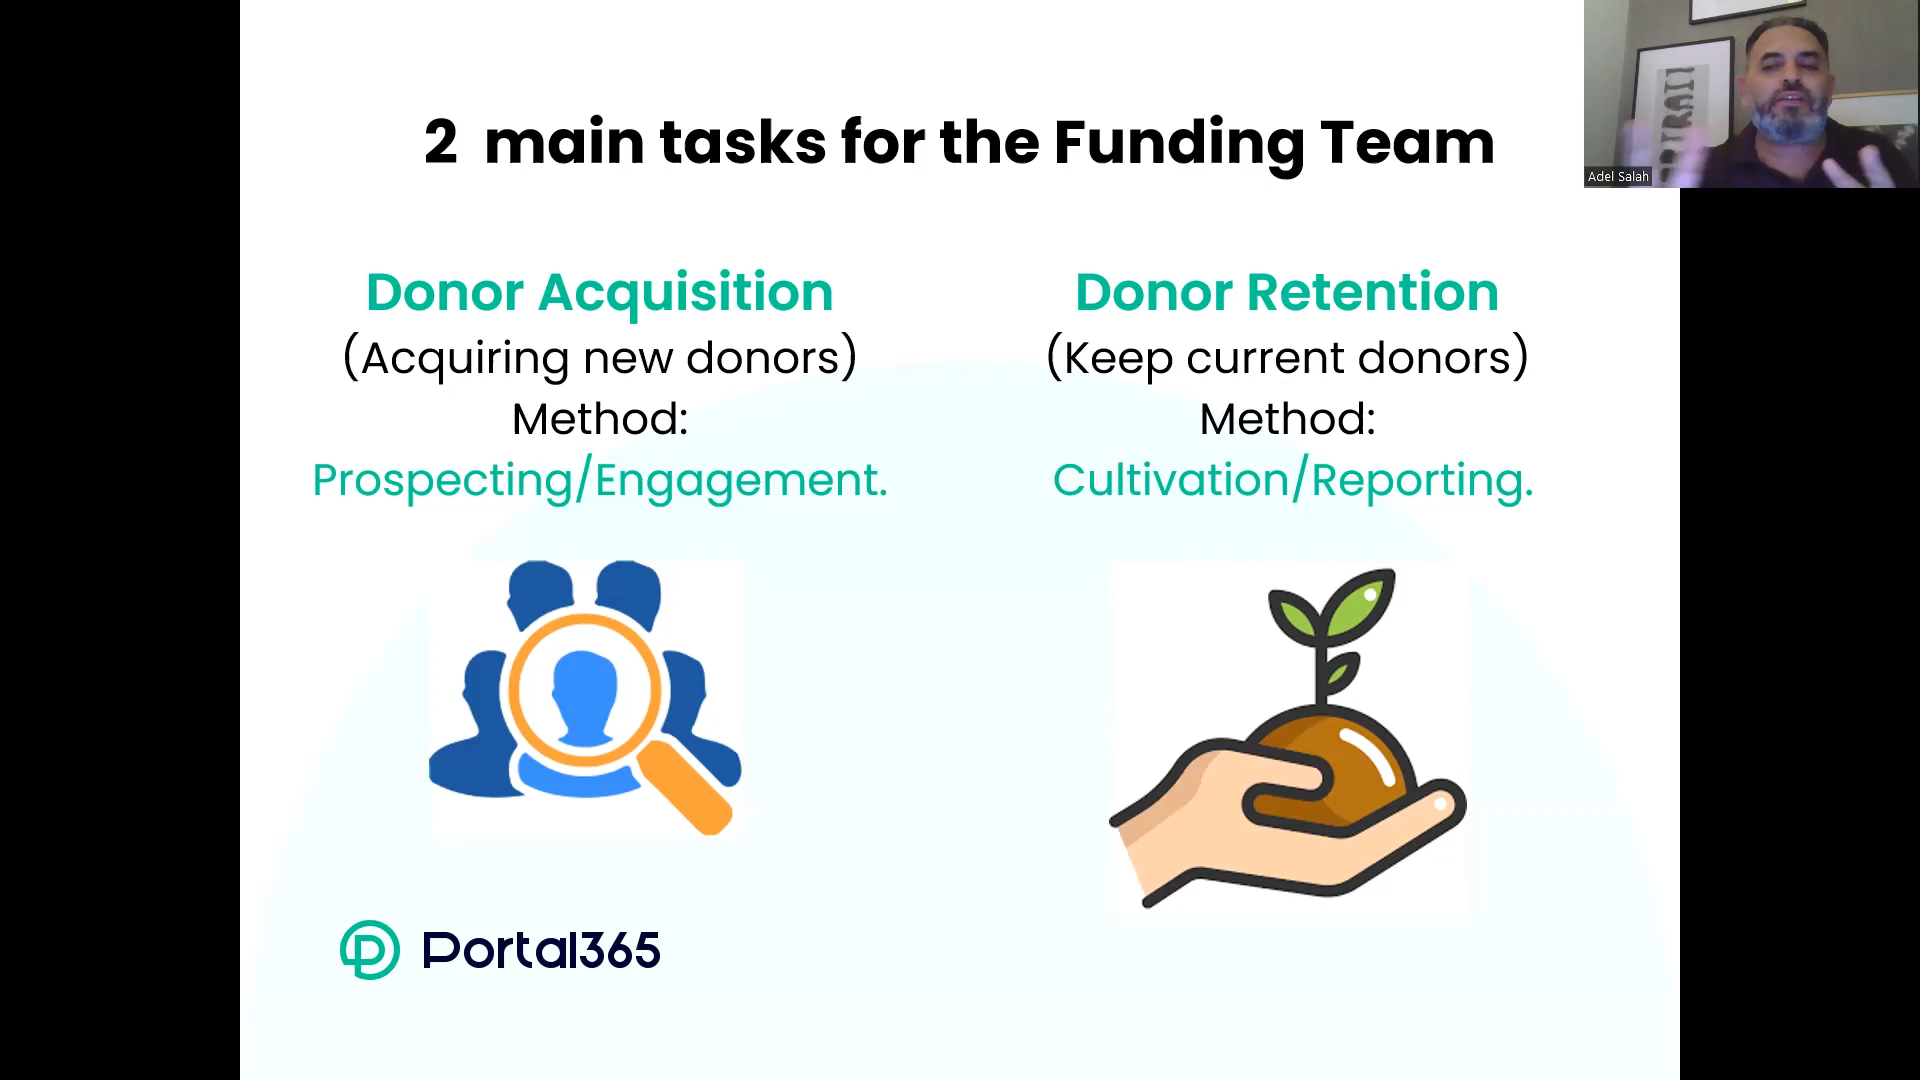 2 main tasks for the Funding Team
Adel Salah
Donor Acquisition
(Acquiring new donors)
Method:
Prospecting/Engagement.
Donor Retention
(Keep current donors)
Method:
Cultivation/Reporting.
Portal365